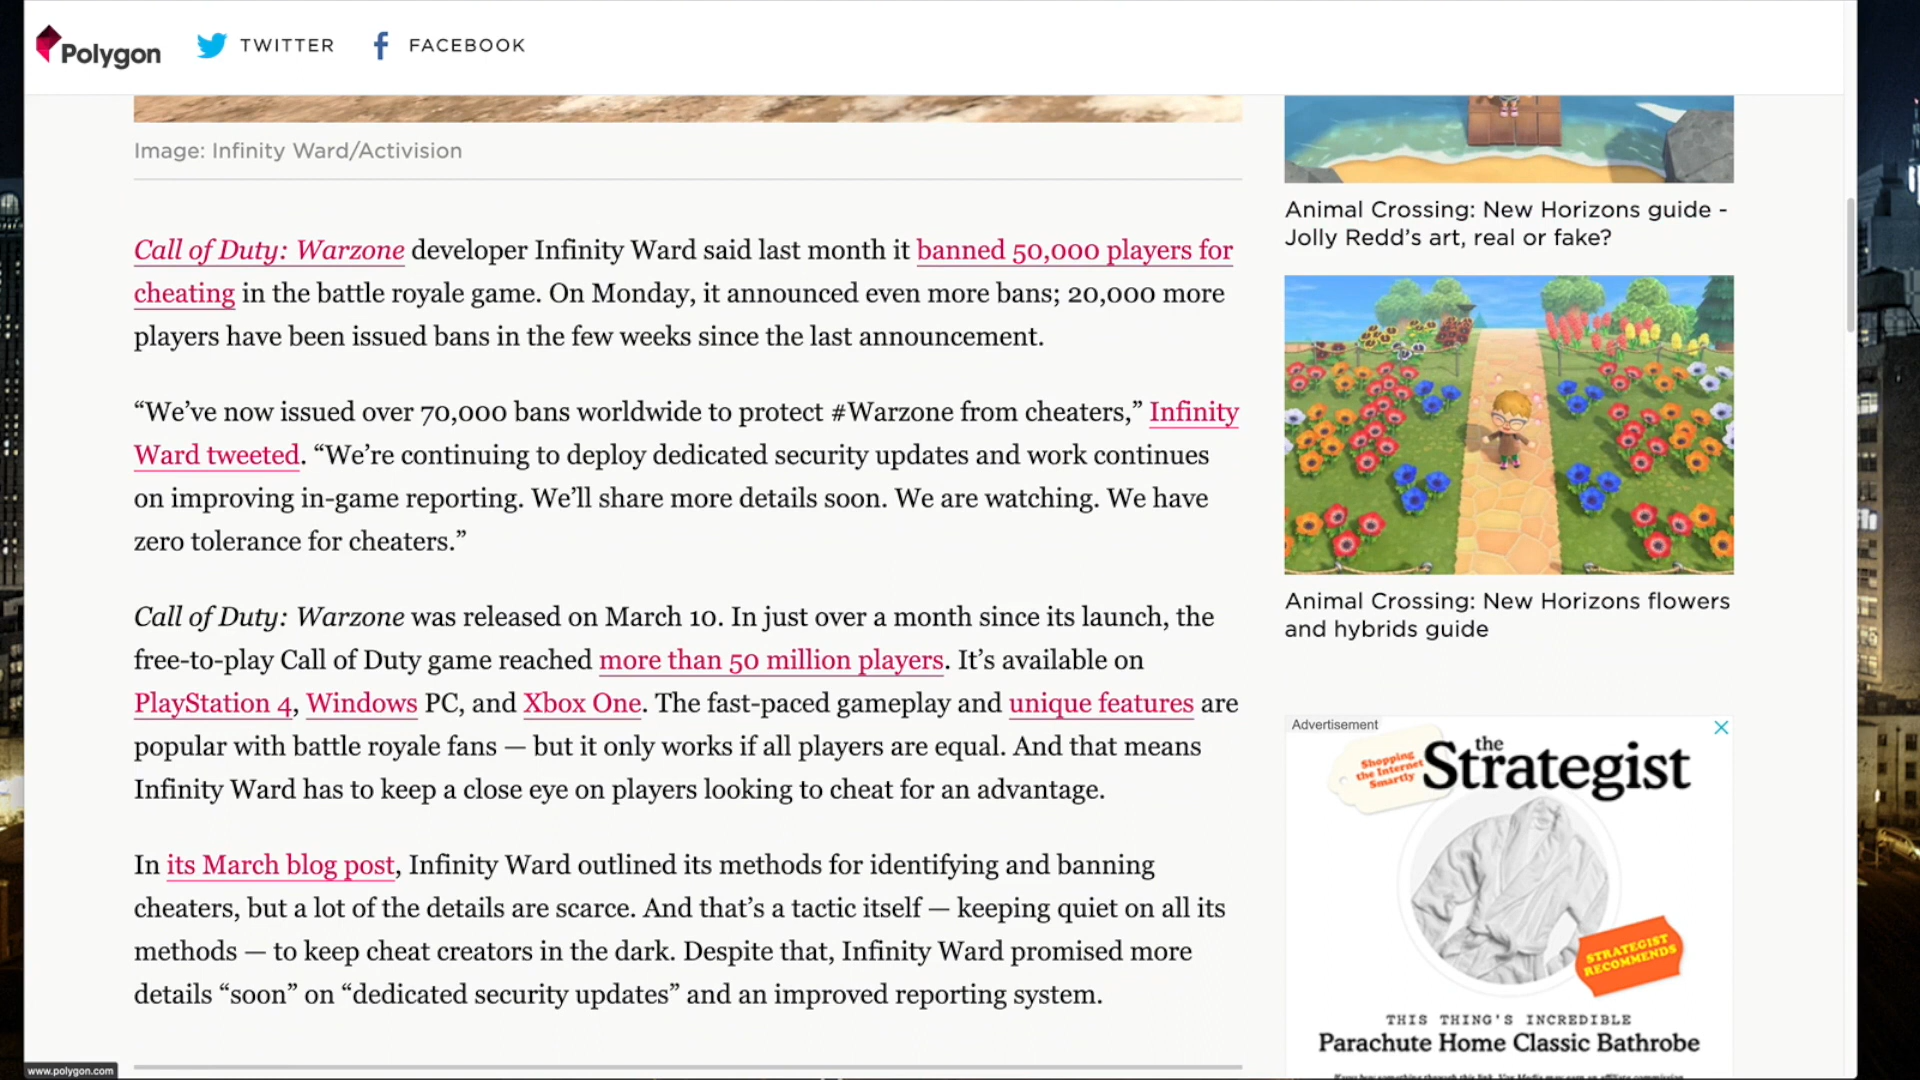 Polygon
TWITTER
FACEBOOK
Image: Infinity Ward/Activision
Call of Duty: Warzone developer Infinity Ward said last month it banned 50,000 players for
cheating in the battle royale game. On Monday, it announced even more bans; 20,000 more
players have been issued bans in the few weeks since the last announcement.
“We’ve now issued over 70,000 bans worldwide to protect #Warzone from cheaters,” Infinity
Ward tweeted. “We’re continuing to deploy dedicated security updates and work continues
on improving in-game reporting. We’ll share more details soon. We are watching. We have
zero tolerance for cheaters.”
Call of Duty: Warzone was released on March 10. In just over a month since its launch, the
free-to-play Call of Duty game reached more than 50 million players. It’s available on
PlayStation 4, Windows PC, and Xbox One. The fast-paced gameplay and unique features are
popular with battle royale fans — but it only works if all players are equal. And that means
Infinity Ward has to keep a close eye on players looking to cheat for an advantage.
In its March blog post, Infinity Ward outlined its methods for identifying and banning
cheaters, but a lot of the details are scarce. And that’s a tactic itself — keeping quiet on all its
methods — to keep cheat creators in the dark. Despite that, Infinity Ward promised more
details “soon” on “dedicated security updates” and an improved reporting system.
Animal Crossing: New Horizons guide -
Jolly Redd’s art, real or fake?
Animal Crossing: New Horizons flowers
and hybrids guide
Advertisement
Shopping
the Internet
Smartly
the
Strategist
STRATEGIST
RECOMMENDS
THIS THING'S INCREDIBLE
Parachute Home Classic Bathrobe
www.polygon.com